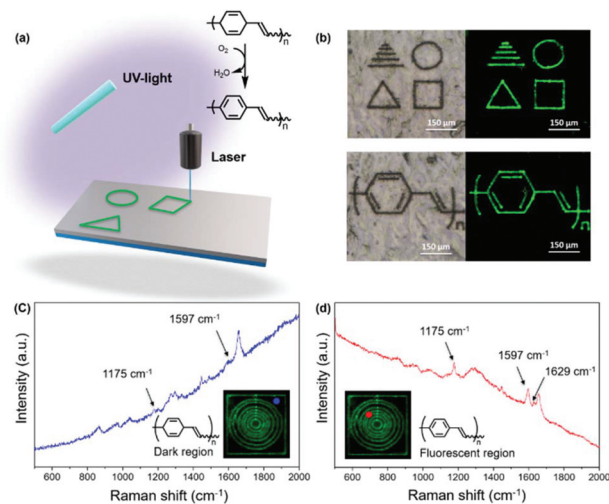 (a)
n
O₂
H₂O
UV-light
n
Laser
(b)
150 μm
150 μm
n
n
150 μm
150 μm
(C)
Intensity (a.u.)
1597 cm⁻¹
1175 cm⁻¹
n
Dark region
600 800 1000 1200 1400 1600 1800 2000
Raman shift (cm⁻¹)
(d)
Intensity (a.u.)
1175 cm⁻¹
1597 cm⁻¹
1629 cm⁻¹
n
Fluorescent region
600 800 1000 1200 1400 1600 1800 2000
Raman shift (cm⁻¹)